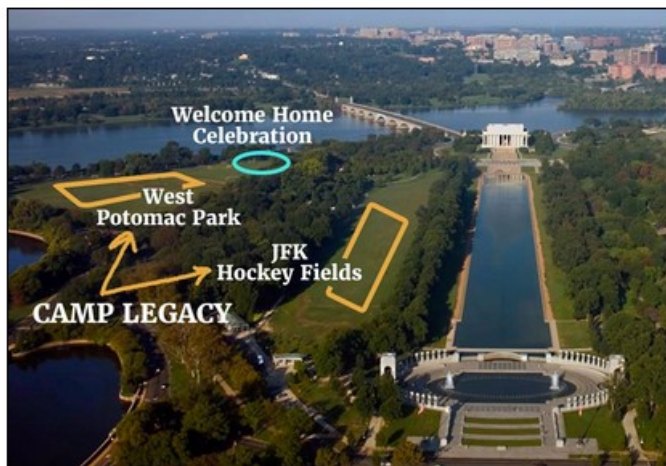 Welcome Home
Celebration
West
Potomac Park
JFK
Hockey Fields
CAMP LEGACY